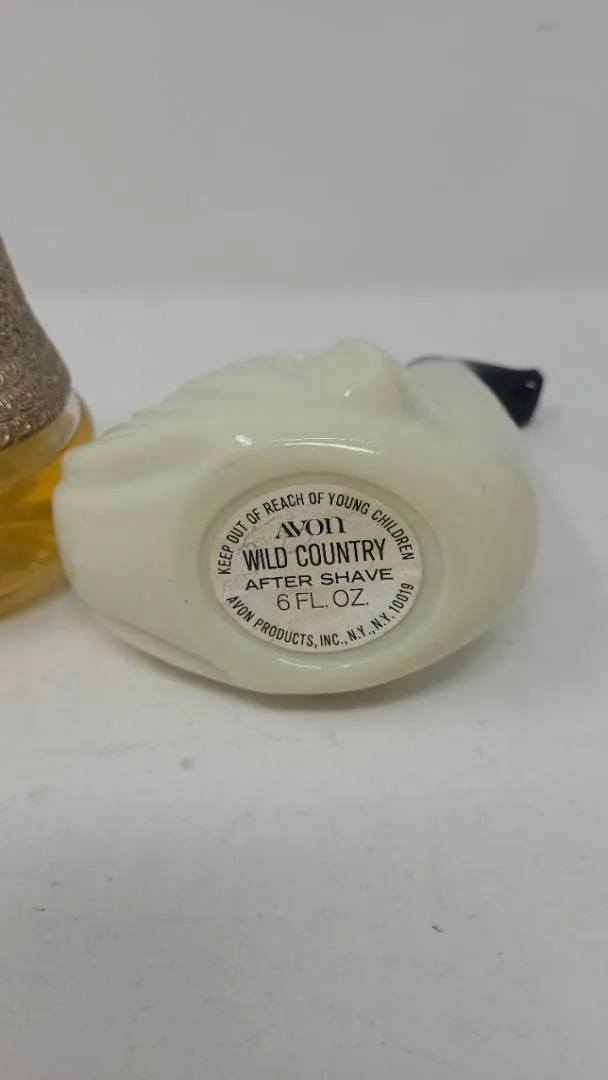 KEEP OUT OF REACH OF YOUNG CHILDREN
AVON
WILD COUNTRY
AFTER SHAVE
6 FL. OZ.
AVON PRODUCTS, INC., N.Y., N.Y. 10019